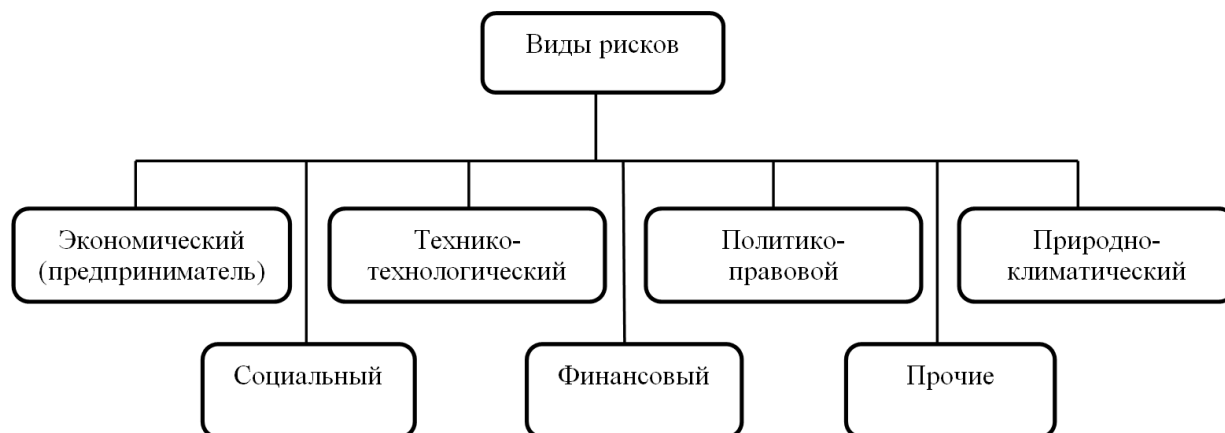 Виды рисков
Экономический
(предприниматель)
Технико-
технологический
Политико-
правовой
Природно-
климатический
Социальный
Финансовый
Прочие